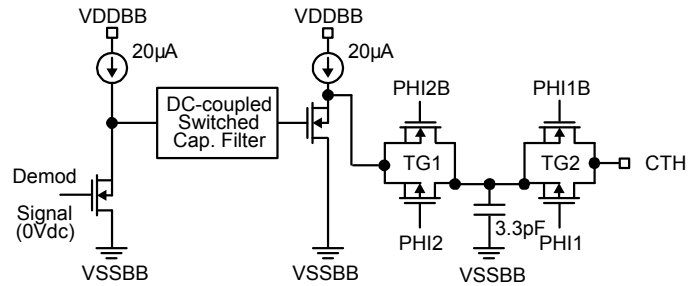 VDDBB
VDDBB
20µA
20µA
PHI2B
PHI1B
DC-coupled
Switched
Cap. Filter
TG1
TG2
CTH
Demod
Signal
(0Vdc)
3.3pF
PHI2
PHI1
VSSBB
VSSBB
VSSBB